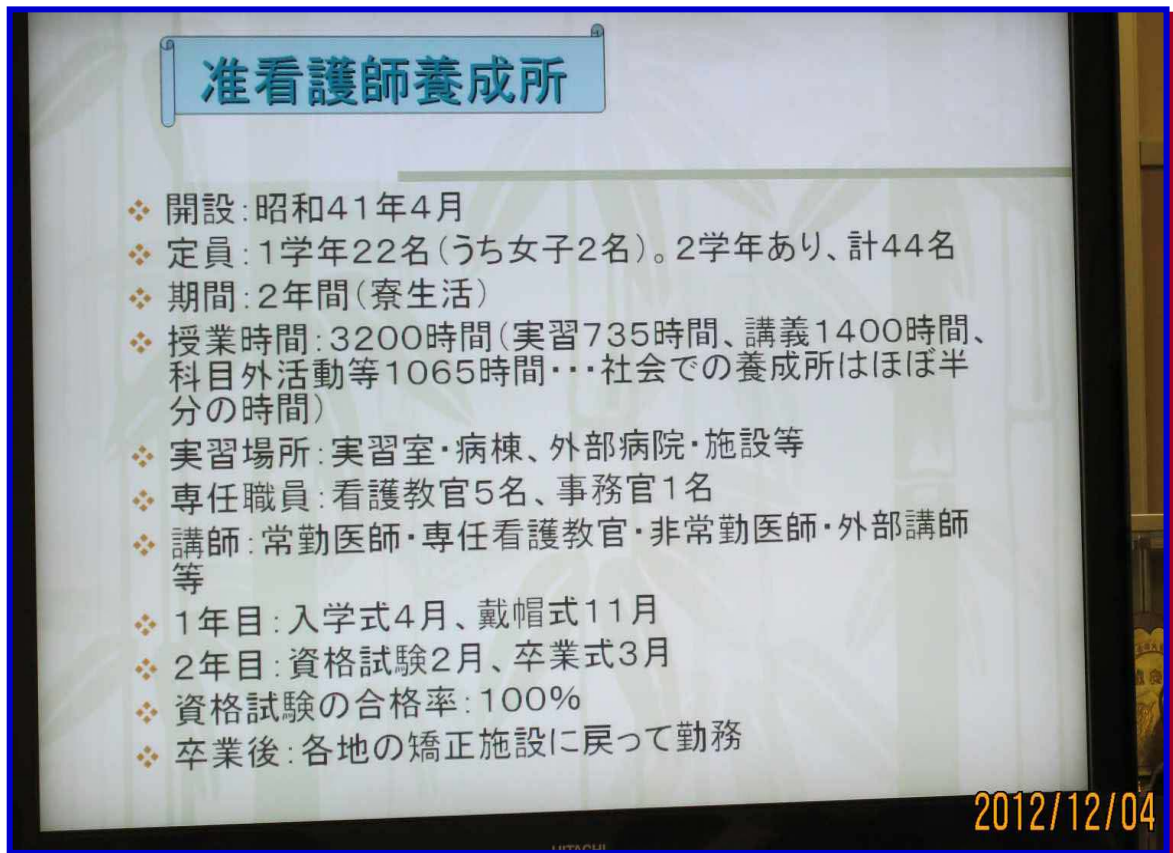 准看護師養成所
❖ 開設:昭和41年4月
❖ 定員:1学年22名(うち女子2名)。2学年あり、計44名
❖ 期間:2年間(寮生活)
❖ 授業時間:3200時間(実習735時間、講義1400時間、
科目外活動等1065時間・・・社会での養成所はほぼ半
分の時間)
❖ 実習場所:実習室・病棟、外部病院・施設等
❖ 専任職員:看護教官5名、事務官1名
❖ 講師:常勤医師・専任看護教官・非常勤医師・外部講師
等
❖ 1年目:入学式4月、戴帽式11月
❖ 2年目:資格試験2月、卒業式3月
❖ 資格試験の合格率:100%
❖ 卒業後:各地の矯正施設に戻って勤務
2012/12/04
HITACHI